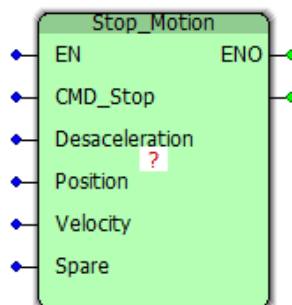 Stop_Motion
EN ENO
CMD_Stop
Desaceleration
?
Position
Velocity
Spare